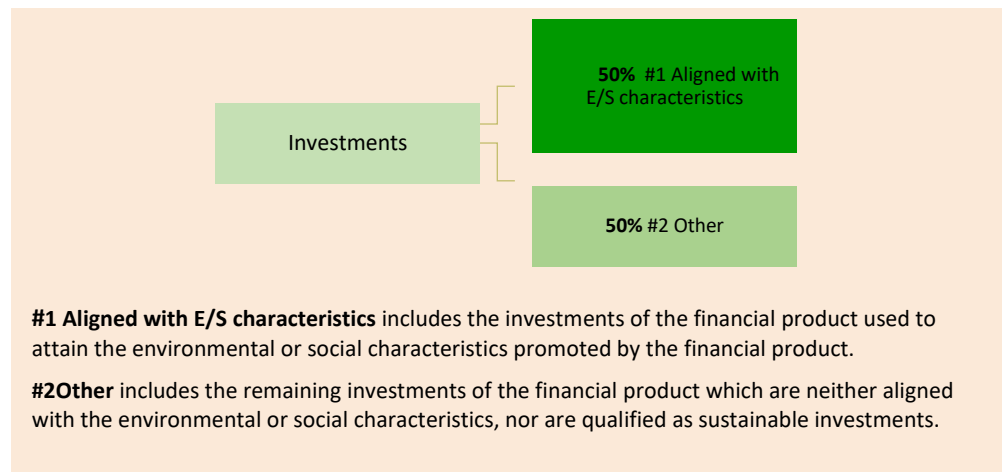 50% #1 Aligned with
E/S characteristics
Investments
50% #2 Other
#1 Aligned with E/S characteristics includes the investments of the financial product used to
attain the environmental or social characteristics promoted by the financial product.
#2Other includes the remaining investments of the financial product which are neither aligned
with the environmental or social characteristics, nor are qualified as sustainable investments.